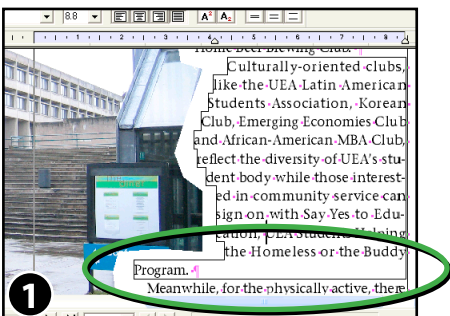 8.8
A² A₂
Home Beer Brewing Club.
Culturally-oriented clubs,
like the UEA Latin American
Students Association, Korean
Club, Emerging Economies Club
and African-American MBA Club,
reflect the diversity of UEA's stu-
dent body while those interest-
ed in community service can
sign on with Say Yes to Edu-
cation, UEA Students Helping
the Homeless or the Buddy
Program. ¶
Meanwhile, for the physically active, there
1